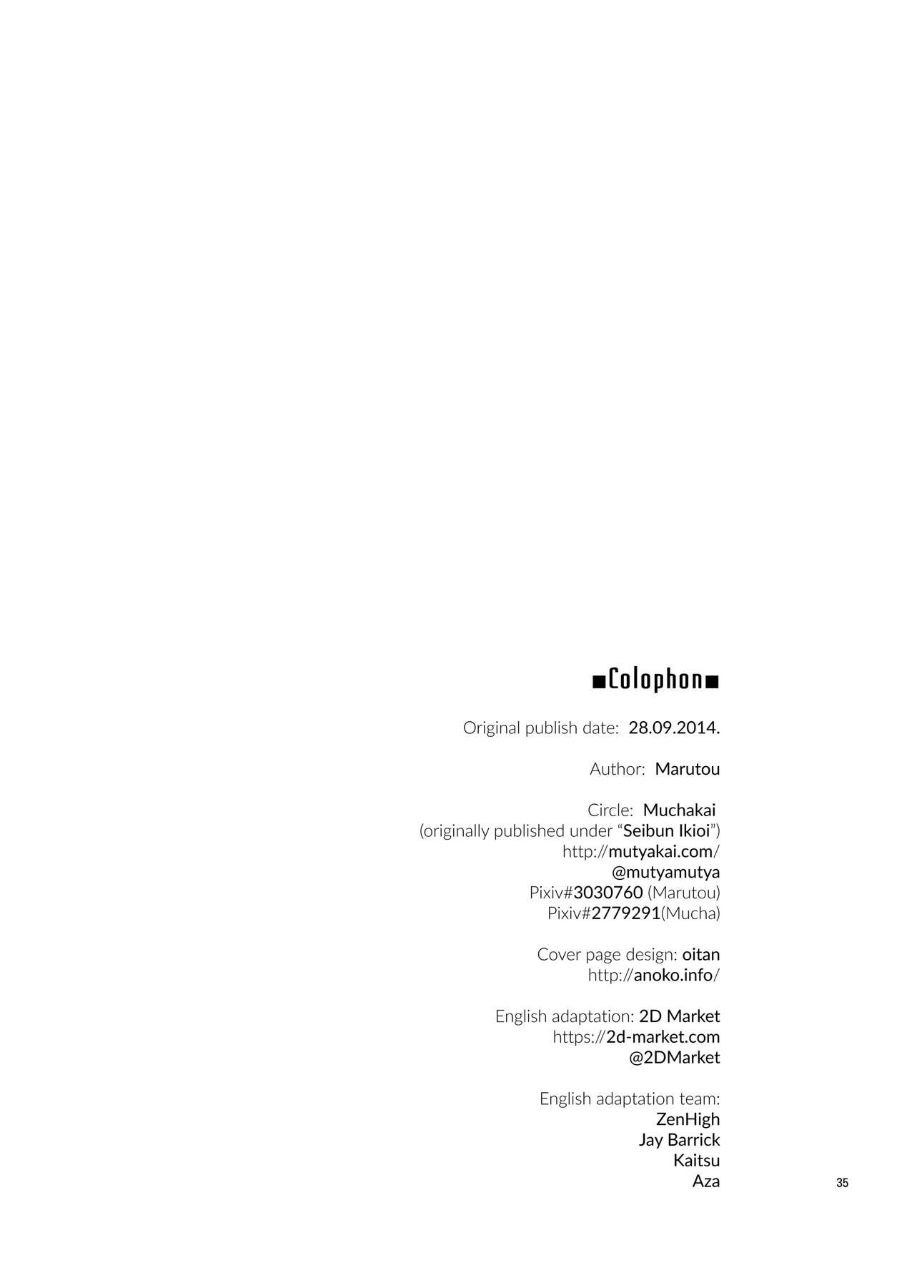 ■Colophon■
Original publish date: 28.09.2014.
Author: Marutou
Circle: Muchakai
(originally published under “Seibun Ikioi”)
http://mutyakai.com/
@mutyamutya
Pixiv#3030760 (Marutou)
Pixiv#2779291(Mucha)
Cover page design: oitan
http://anoko.info/
English adaptation: 2D Market
https://2d-market.com
@2DMarket
English adaptation team:
ZenHigh
Jay Barrick
Kaitsu
Aza
35